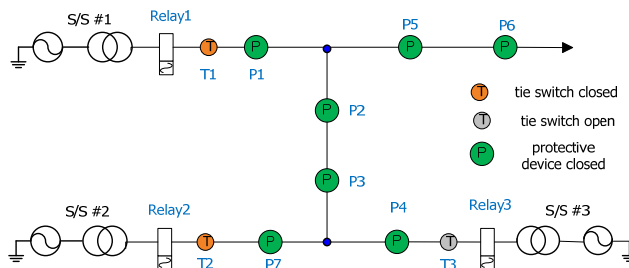 S/S #1
Relay1
T
T1
P
P1
P
P5
P
P6
P
P2
P
P3
T
tie switch closed
T
tie switch open
P
protective
device closed
S/S #2
Relay2
T
T2
P
P7
P4
P
T
T3
Relay3
S/S #3